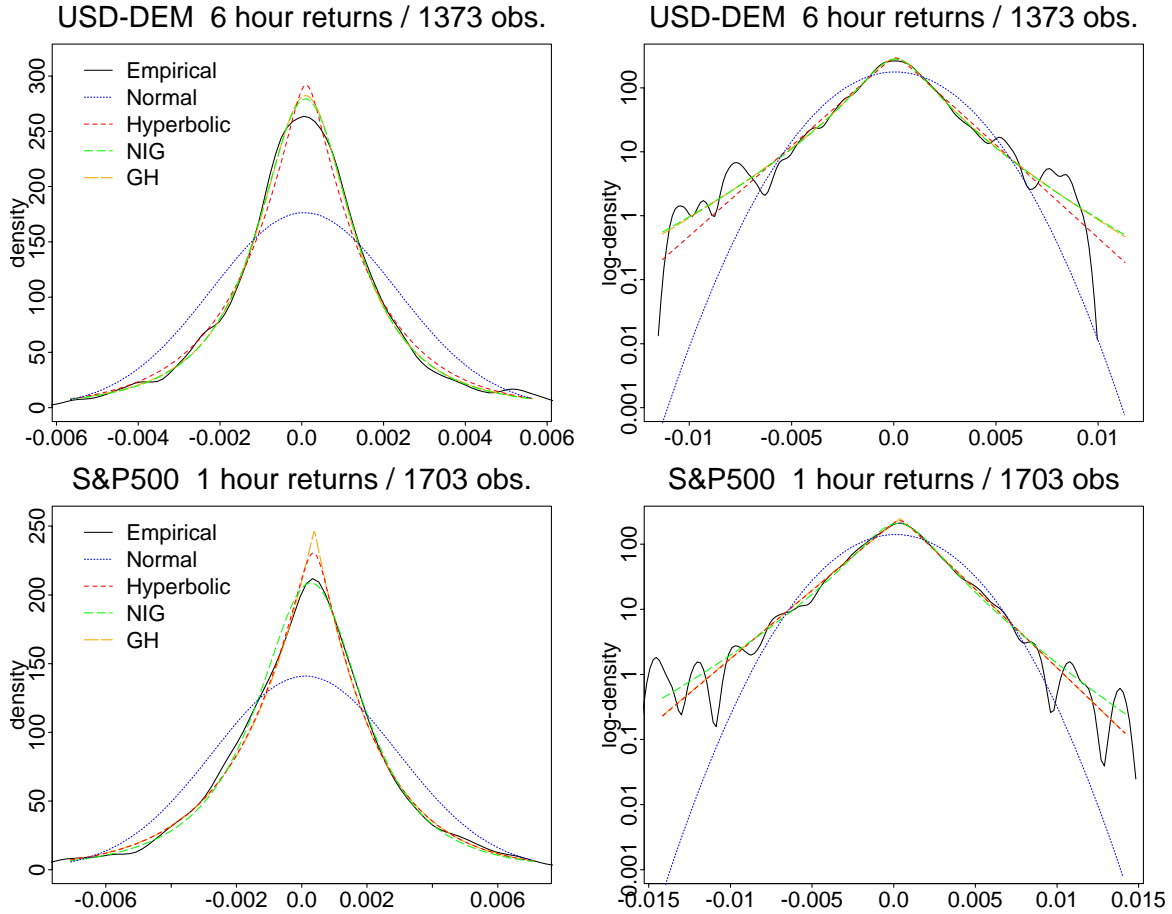 USD-DEM 6 hour returns / 1373 obs.
density
0 50 100 150 200 250 300
Empirical
Normal
Hyperbolic
NIG
GH
-0.006 -0.004 -0.002 0.0 0.002 0.004 0.006
USD-DEM 6 hour returns / 1373 obs.
log-density
0.001 0.01 0.1 1 10 100
-0.01 -0.005 0.0 0.005 0.01
S&P500 1 hour returns / 1703 obs.
density
0 50 100 150 200 250
Empirical
Normal
Hyperbolic
NIG
GH
-0.006 -0.002 0.0 0.002 0.006
S&P500 1 hour returns / 1703 obs
log-density
0.001 0.01 0.1 1 10 100
-0.015 -0.010 -0.005 0.0 0.005 0.010 0.015